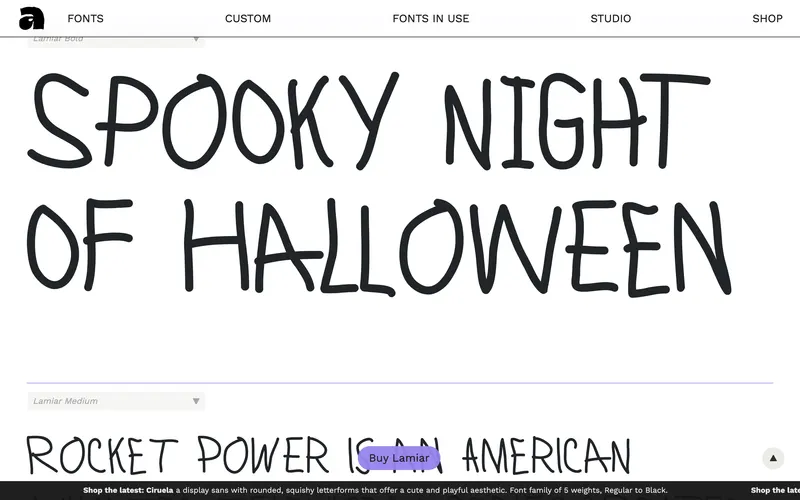 a
FONTS
CUSTOM
FONTS IN USE
STUDIO
SHOP
Lamiar Bold
SPOOKY NIGHT
OF HALLOWEEN
Lamiar Medium
ROCKET POWER IS AN AMERICAN
Buy Lamiar
Shop the latest: Ciruela a display sans with rounded, squishy letterforms that offer a cute and playful aesthetic. Font family of 5 weights, Regular to Black.
Shop the